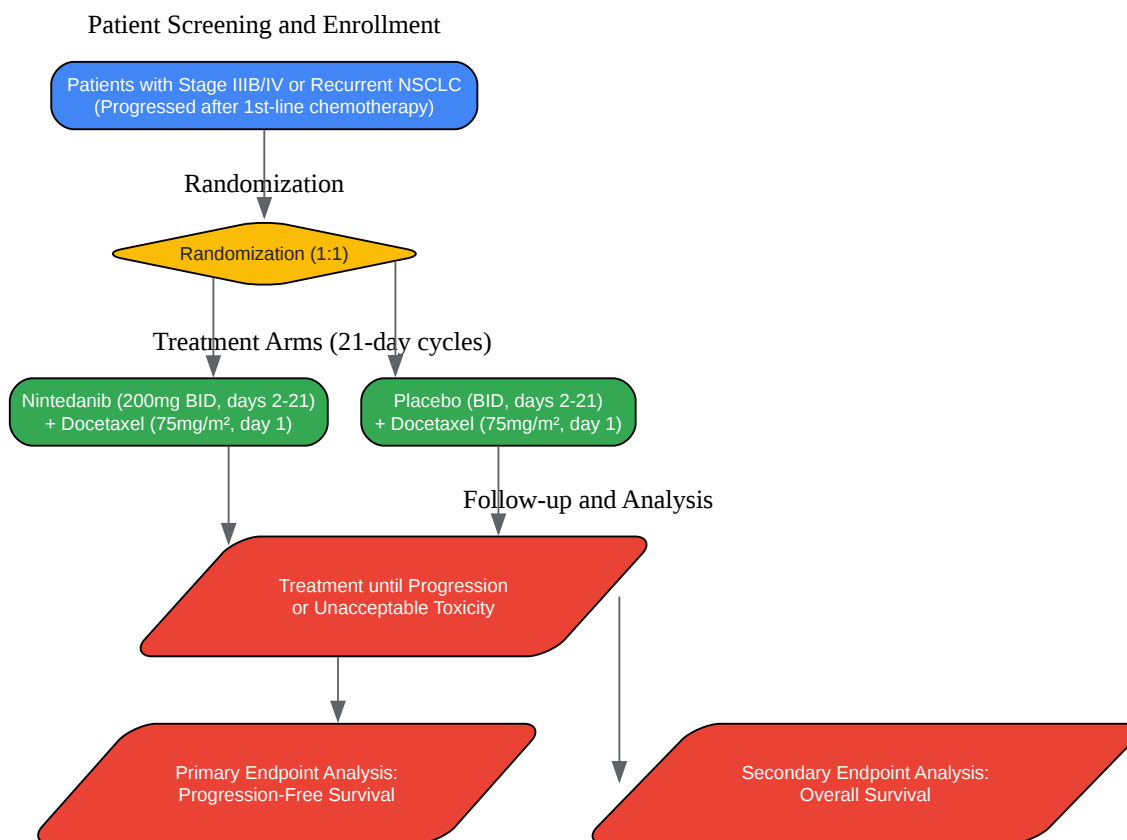 Patient Screening and Enrollment
Patients with Stage IIIB/IV or Recurrent NSCLC
(Progressed after 1st-line chemotherapy)
Randomization
Randomization (1:1)
Treatment Arms (21-day cycles)
Nintedanib (200mg BID, days 2-21)
+ Docetaxel (75mg/m², day 1)
Placebo (BID, days 2-21)
+ Docetaxel (75mg/m², day 1)
Follow-up and Analysis
Treatment until Progression
or Unacceptable Toxicity
Primary Endpoint Analysis:
Progression-Free Survival
Secondary Endpoint Analysis:
Overall Survival